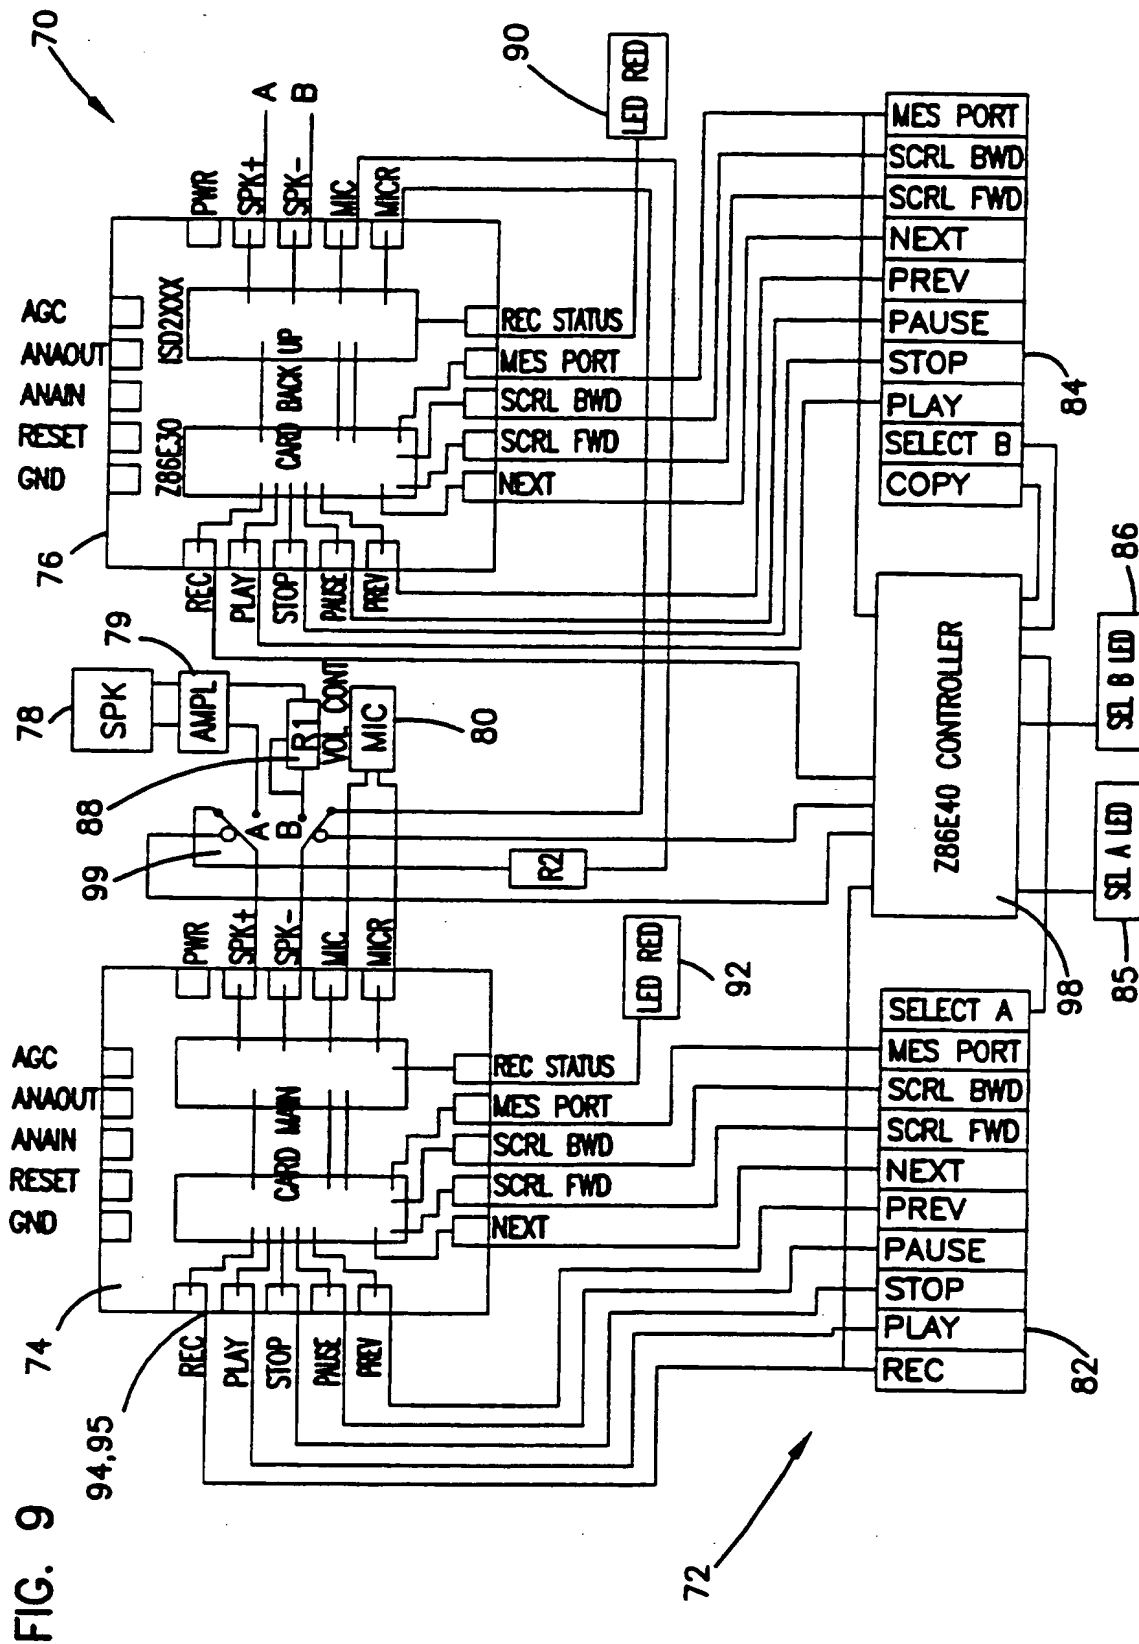 FIG. 9
70
72
74
94,95
GND
RESET
ANAIN
ANAOUT
AGC
REC
PLAY
STOP
PAUSE
PREV
CARD MAIN
PWR
SPK+
SPK-
MIC
MICR
NEXT
SCRL FWD
SCRL BWD
MES PORT
REC STATUS
LED RED
92
99
88
A
B
R2
78
SPK
79
AMPL
R1
VOL CONT
MIC
80
76
GND
RESET
ANAIN
ANAOUT
AGC
REC
PLAY
STOP
PAUSE
PREV
Z86E30
ISD2XXX
CARD BACK UP
PWR
SPK+
SPK-
MIC
MICR
A
B
NEXT
SCRL FWD
SCRL BWD
MES PORT
REC STATUS
LED RED
90
REC
PLAY
STOP
PAUSE
PREV
NEXT
SCRL FWD
SCRL BWD
MES PORT
SELECT A
82
Z86E40 CONTROLLER
98
SEL A LED
85
SEL B LED
86
COPY
SELECT B
PLAY
STOP
PAUSE
PREV
NEXT
SCRL FWD
SCRL BWD
MES PORT
84